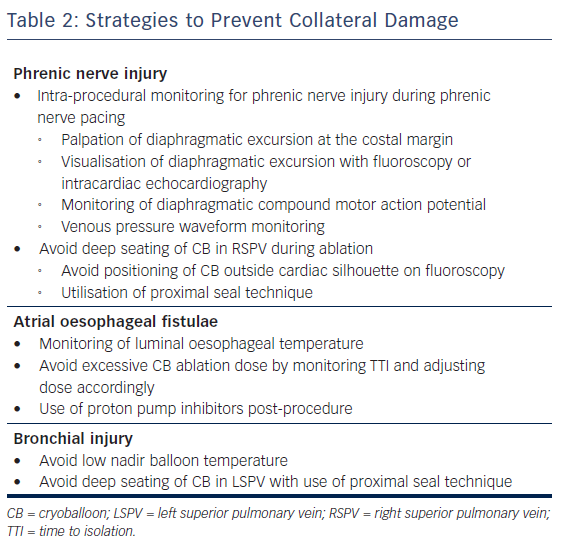 Table 2: Strategies to Prevent Collateral Damage
Phrenic nerve injury
• Intra-procedural monitoring for phrenic nerve injury during phrenic
nerve pacing
◦ Palpation of diaphragmatic excursion at the costal margin
◦ Visualisation of diaphragmatic excursion with fluoroscopy or
intracardiac echocardiography
◦ Monitoring of diaphragmatic compound motor action potential
◦ Venous pressure waveform monitoring
• Avoid deep seating of CB in RSPV during ablation
◦ Avoid positioning of CB outside cardiac silhouette on fluoroscopy
◦ Utilisation of proximal seal technique
Atrial oesophageal fistulae
• Monitoring of luminal oesophageal temperature
• Avoid excessive CB ablation dose by monitoring TTI and adjusting
dose accordingly
• Use of proton pump inhibitors post-procedure
Bronchial injury
• Avoid low nadir balloon temperature
• Avoid deep seating of CB in LSPV with use of proximal seal technique
CB = cryoballoon; LSPV = left superior pulmonary vein; RSPV = right superior pulmonary vein;
TTI = time to isolation.